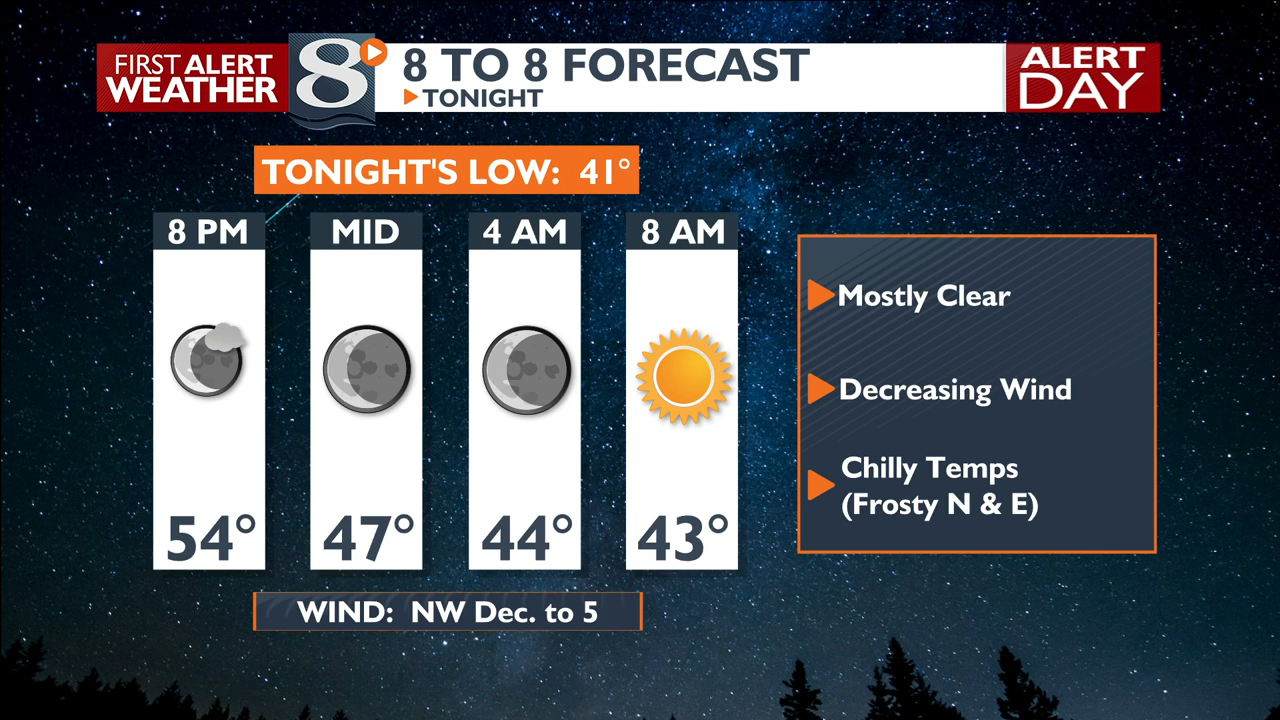 FIRST ALERT
WEATHER
8
8 TO 8 FORECAST
TONIGHT
ALERT
DAY
TONIGHT'S LOW: 41°
8 PM
MID
4 AM
8 AM
54°
47°
44°
43°
Mostly Clear
Decreasing Wind
Chilly Temps
(Frosty N & E)
WIND: NW Dec. to 5